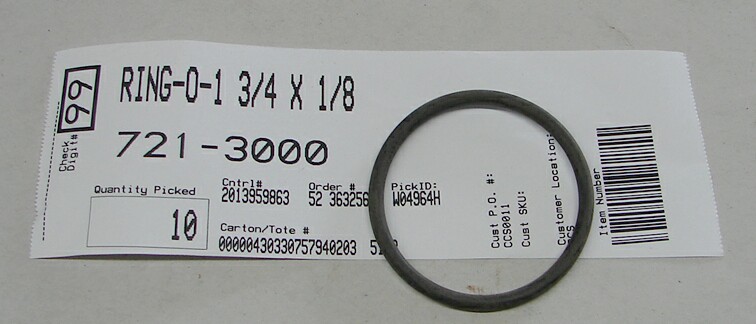 99
Check
Digit#
RING-O-1 3/4 X 1/8
721-3000
Quantity Picked
10
Cntrl#
2013959863
Order #
52 363256
PickID:
W04964H
Carton/Tote #
00000430330757940203
Cust P.O. #:
CCS0011
Cust SKU:
Customer Location:
Item Number